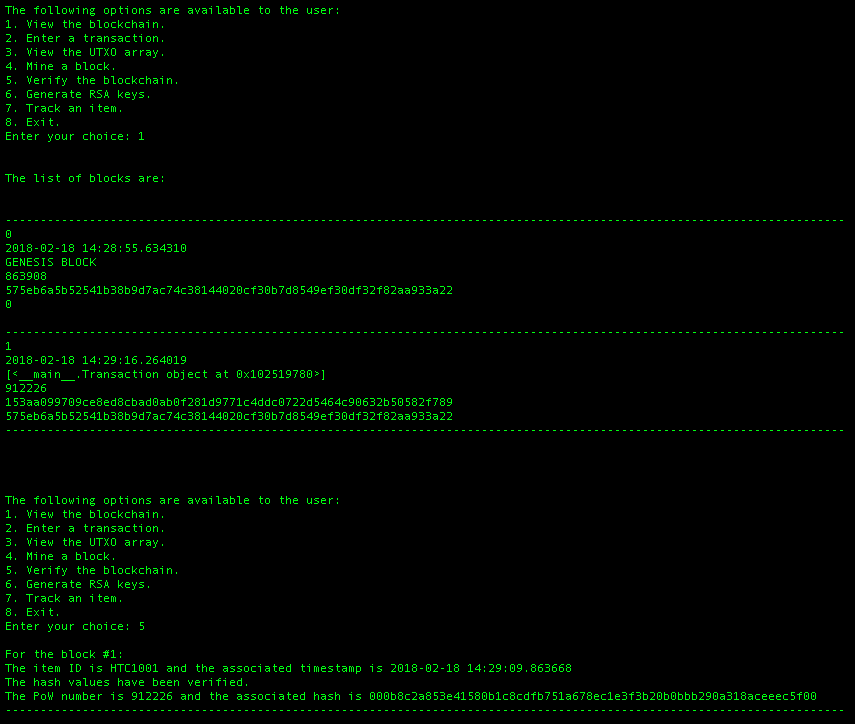 The following options are available to the user:
1. View the blockchain.
2. Enter a transaction.
3. View the UTXO array.
4. Mine a block.
5. Verify the blockchain.
6. Generate RSA keys.
7. Track an item.
8. Exit.
Enter your choice: 1
The list of blocks are:
------------------------------------------------------------------------------------------------------------------------
0
2018-02-18 14:28:55.634310
GENESIS BLOCK
863908
575eb6a5b52541b38b9d7ac74c38144020cf30b7d8549ef30df32f82aa933a22
0
------------------------------------------------------------------------------------------------------------------------
1
2018-02-18 14:29:16.264019
[<__main__.Transaction object at 0x102519780>]
912226
153aa099709ce8ed8cbad0ab0f281d9771c4ddc0722d5464c90632b50582f789
575eb6a5b52541b38b9d7ac74c38144020cf30b7d8549ef30df32f82aa933a22
------------------------------------------------------------------------------------------------------------------------
The following options are available to the user:
1. View the blockchain.
2. Enter a transaction.
3. View the UTXO array.
4. Mine a block.
5. Verify the blockchain.
6. Generate RSA keys.
7. Track an item.
8. Exit.
Enter your choice: 5
For the block #1:
The item ID is HTC1001 and the associated timestamp is 2018-02-18 14:29:09.863668
The hash values have been verified.
The PoW number is 912226 and the associated hash is 000b8c2a853e41580b1c8cdfb751a678ec1e3f3b20b0bbb290a318aceeec5f00
------------------------------------------------------------------------------------------------------------------------